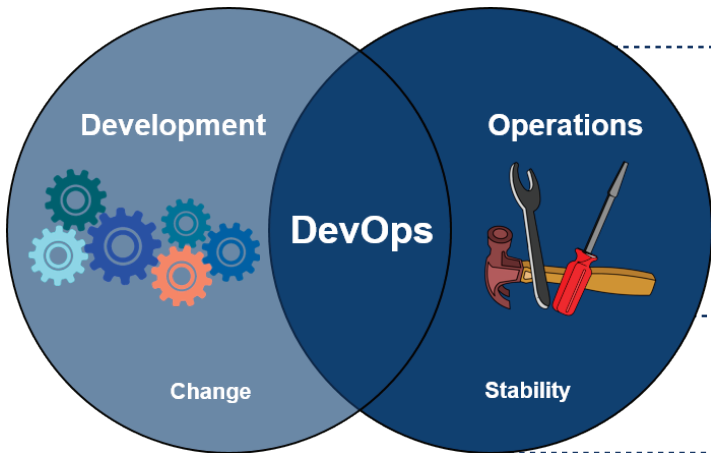 Development
Operations
DevOps
Change
Stability